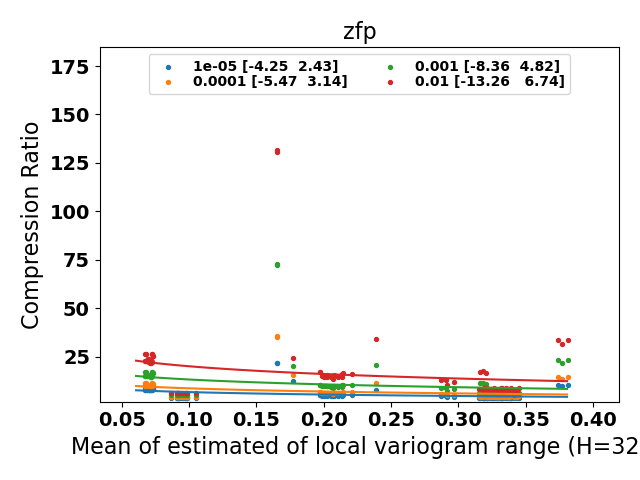 zfp
1e-05 [-4.25  2.43]
0.0001 [-5.47  3.14]
0.001 [-8.36  4.82]
0.01 [-13.26   6.74]
Compression Ratio
175
150
125
100
75
50
25
0.05 0.10 0.15 0.20 0.25 0.30 0.35 0.40
Mean of estimated of local variogram range (H=32